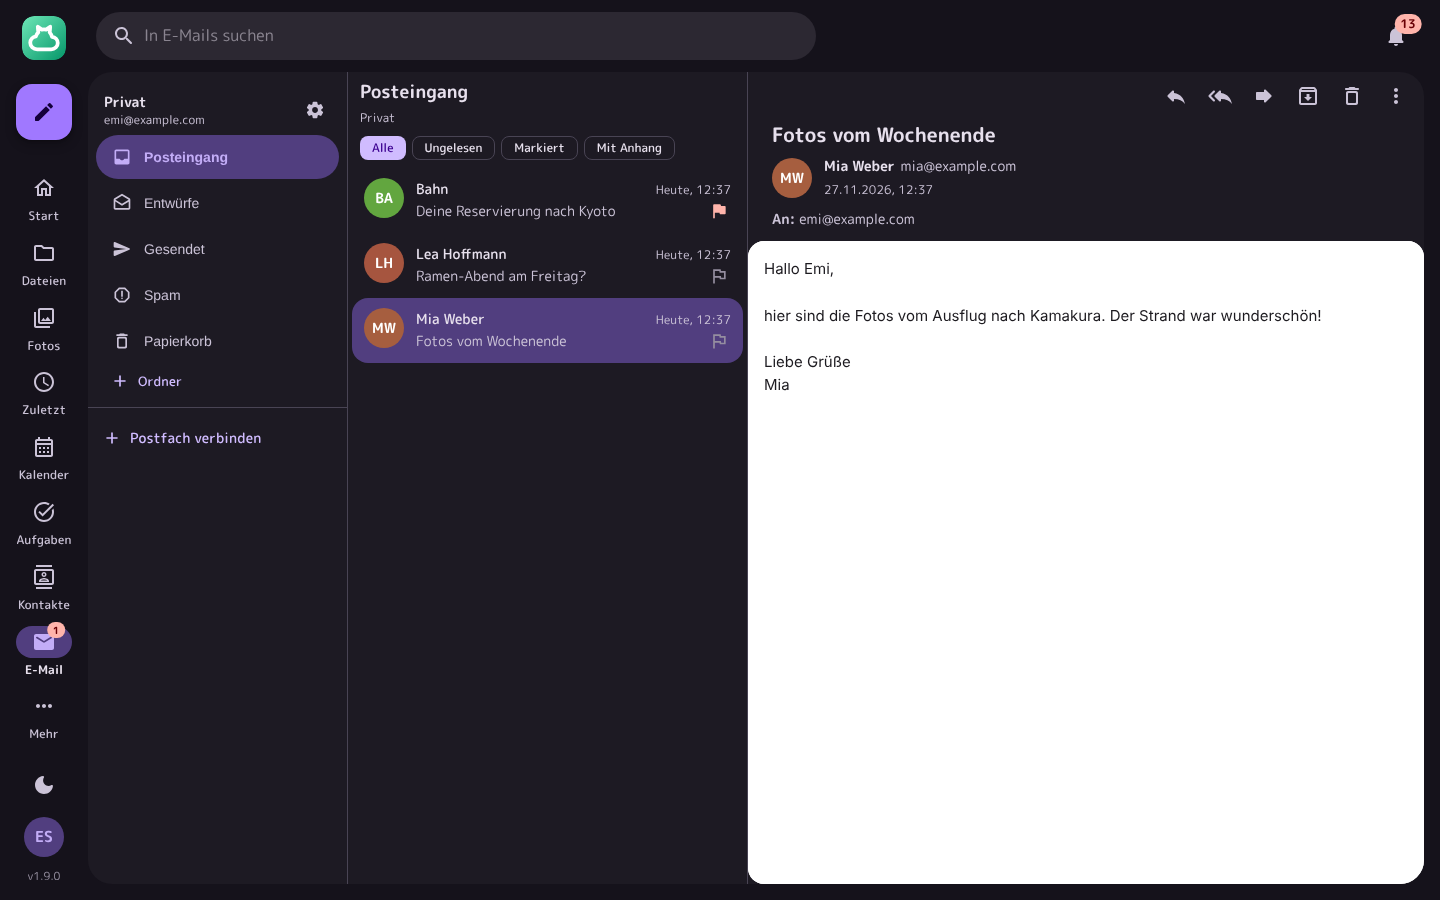 In E-Mails suchen
13
Start
Dateien
Fotos
Zuletzt
Kalender
Aufgaben
Kontakte
1
E-Mail
Mehr
ES
v1.9.0
Privat
emi@example.com
Posteingang
Entwürfe
Gesendet
Spam
Papierkorb
Ordner
Postfach verbinden
Posteingang
Privat
Alle Ungelesen Markiert Mit Anhang
BA Bahn Heute, 12:37
Deine Reservierung nach Kyoto
LH Lea Hoffmann Heute, 12:37
Ramen-Abend am Freitag?
MW Mia Weber Heute, 12:37
Fotos vom Wochenende
Fotos vom Wochenende
MW Mia Weber mia@example.com
27.11.2026, 12:37
An: emi@example.com
Hallo Emi,
hier sind die Fotos vom Ausflug nach Kamakura. Der Strand war wunderschön!
Liebe Grüße
Mia